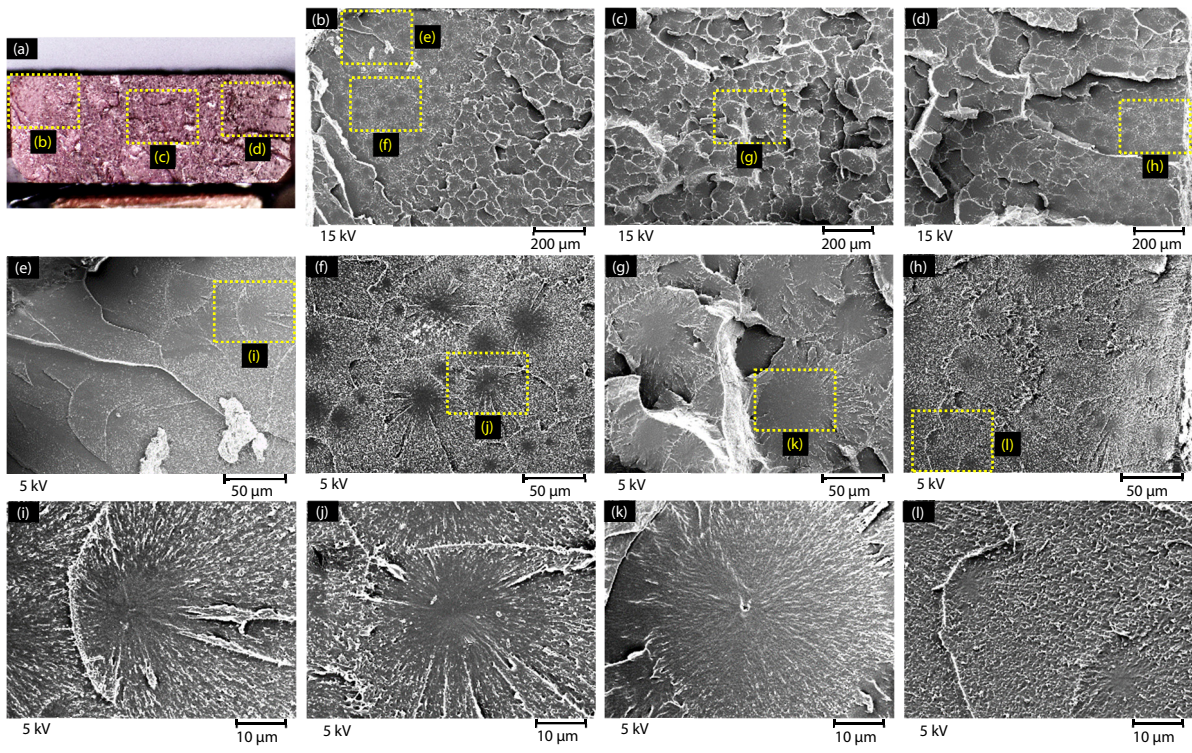 (a)
(b)
(c)
(d)
(b)
(e)
(f)
15 kV
200 µm
(c)
(g)
15 kV
200 µm
(d)
(h)
15 kV
200 µm
(e)
(i)
5 kV
50 µm
(f)
(j)
5 kV
50 µm
(g)
(k)
5 kV
50 µm
(h)
(l)
5 kV
50 µm
(i)
5 kV
10 µm
(j)
5 kV
10 µm
(k)
5 kV
10 µm
(l)
5 kV
10 µm